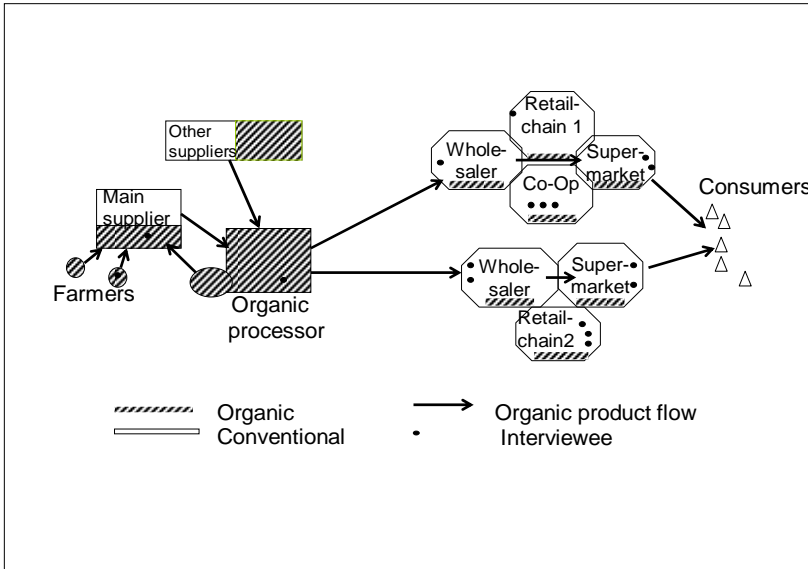 Other
suppliers
Main
supplier
Farmers
Organic
processor
Retail-
chain 1
Whole-
saler
Super-
market
Co-Op
Consumers
Whole-
saler
Super-
market
Retail-
chain2
Organic
Conventional
Organic product flow
Interviewee